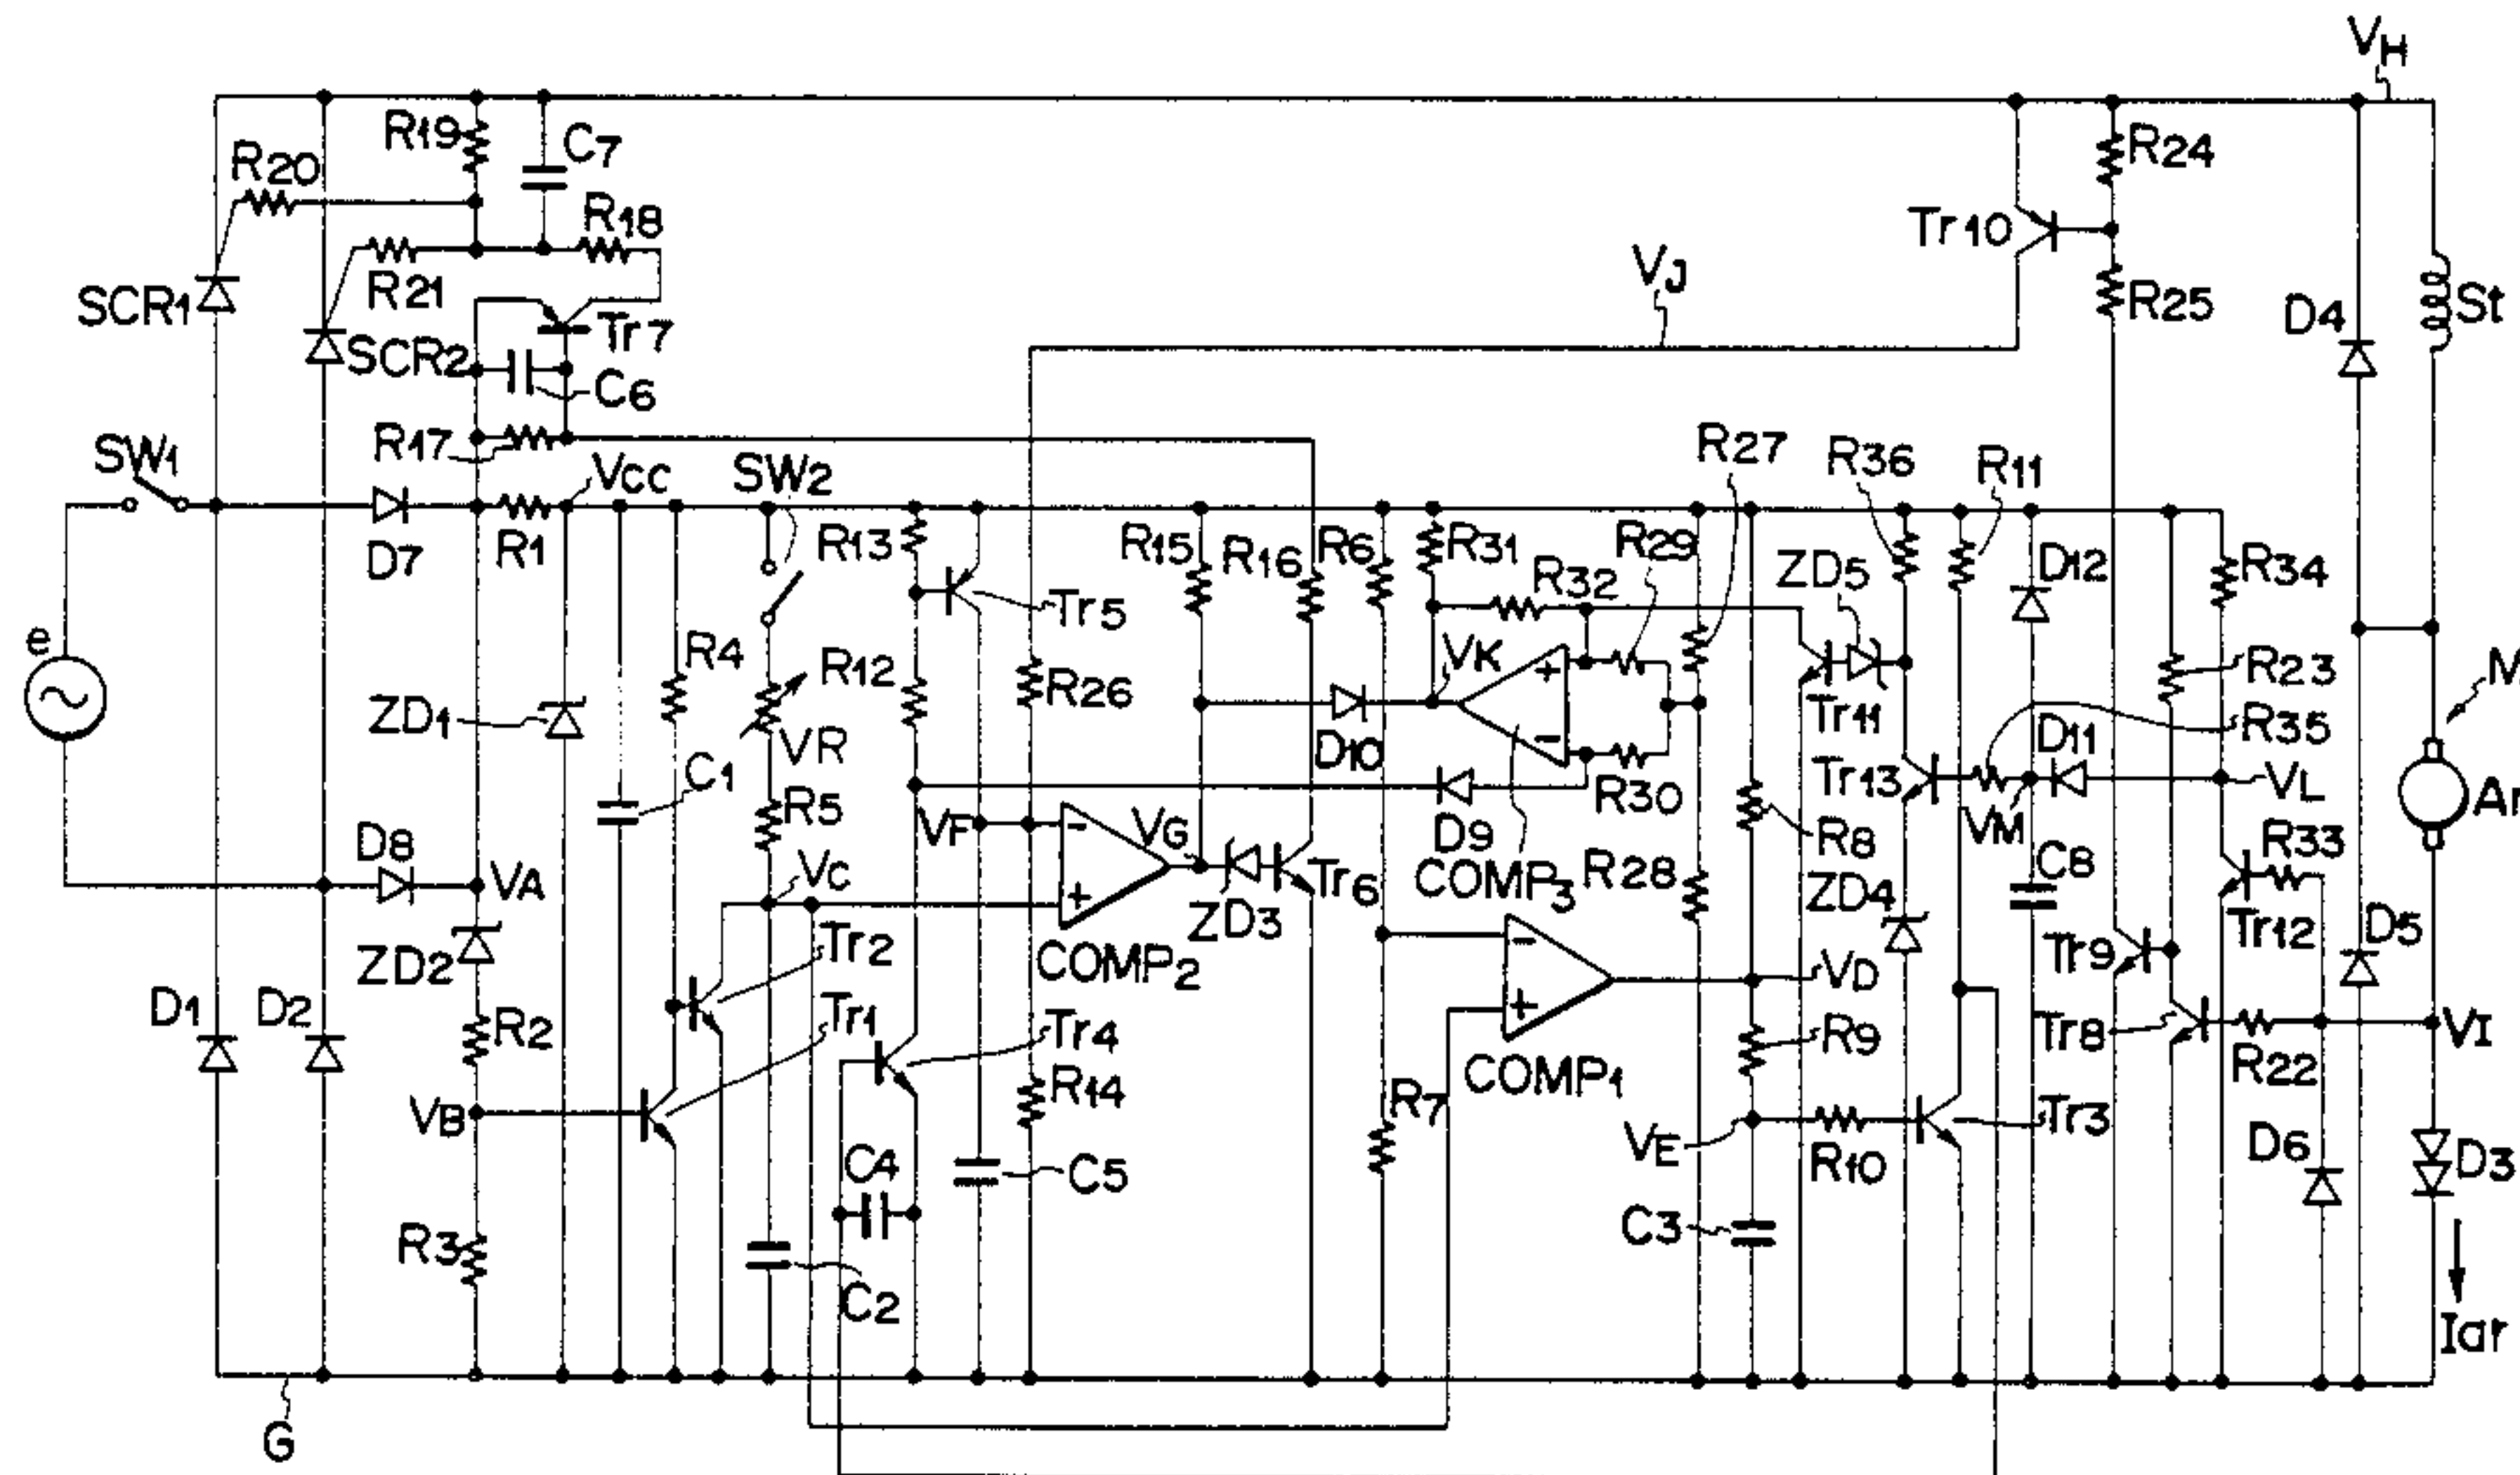 VH
R19
C7
R24
R20
R18
Tr10
VJ
R21
SCR1
Tr7
R25
D4
St
SCR2
C6
R27
R36
R11
SW1
R17
VCC
SW2
D7
R1
R13
R15
R16
R6
R31
R29
R32
ZD5
D12
R34
e
R4
Tr5
VK
R23
M
ZD1
R12
R26
Tr11
R35
VR
D11
D10
Tr13
VL
C1
R5
R30
VM
Ar
VF
VG
D9
R8
R33
D8
VA
VC
Tr6
COMP3
R28
ZD4
C8
ZD2
Tr2
ZD3
Tr12
D5
COMP2
Tr9
VD
D1
D2
R2
Tr1
Tr4
Tr8
VI
R9
R22
R14
COMP1
VB
R7
Tr3
VE
R10
D6
D3
C4
C5
R3
C3
C2
Iar
G